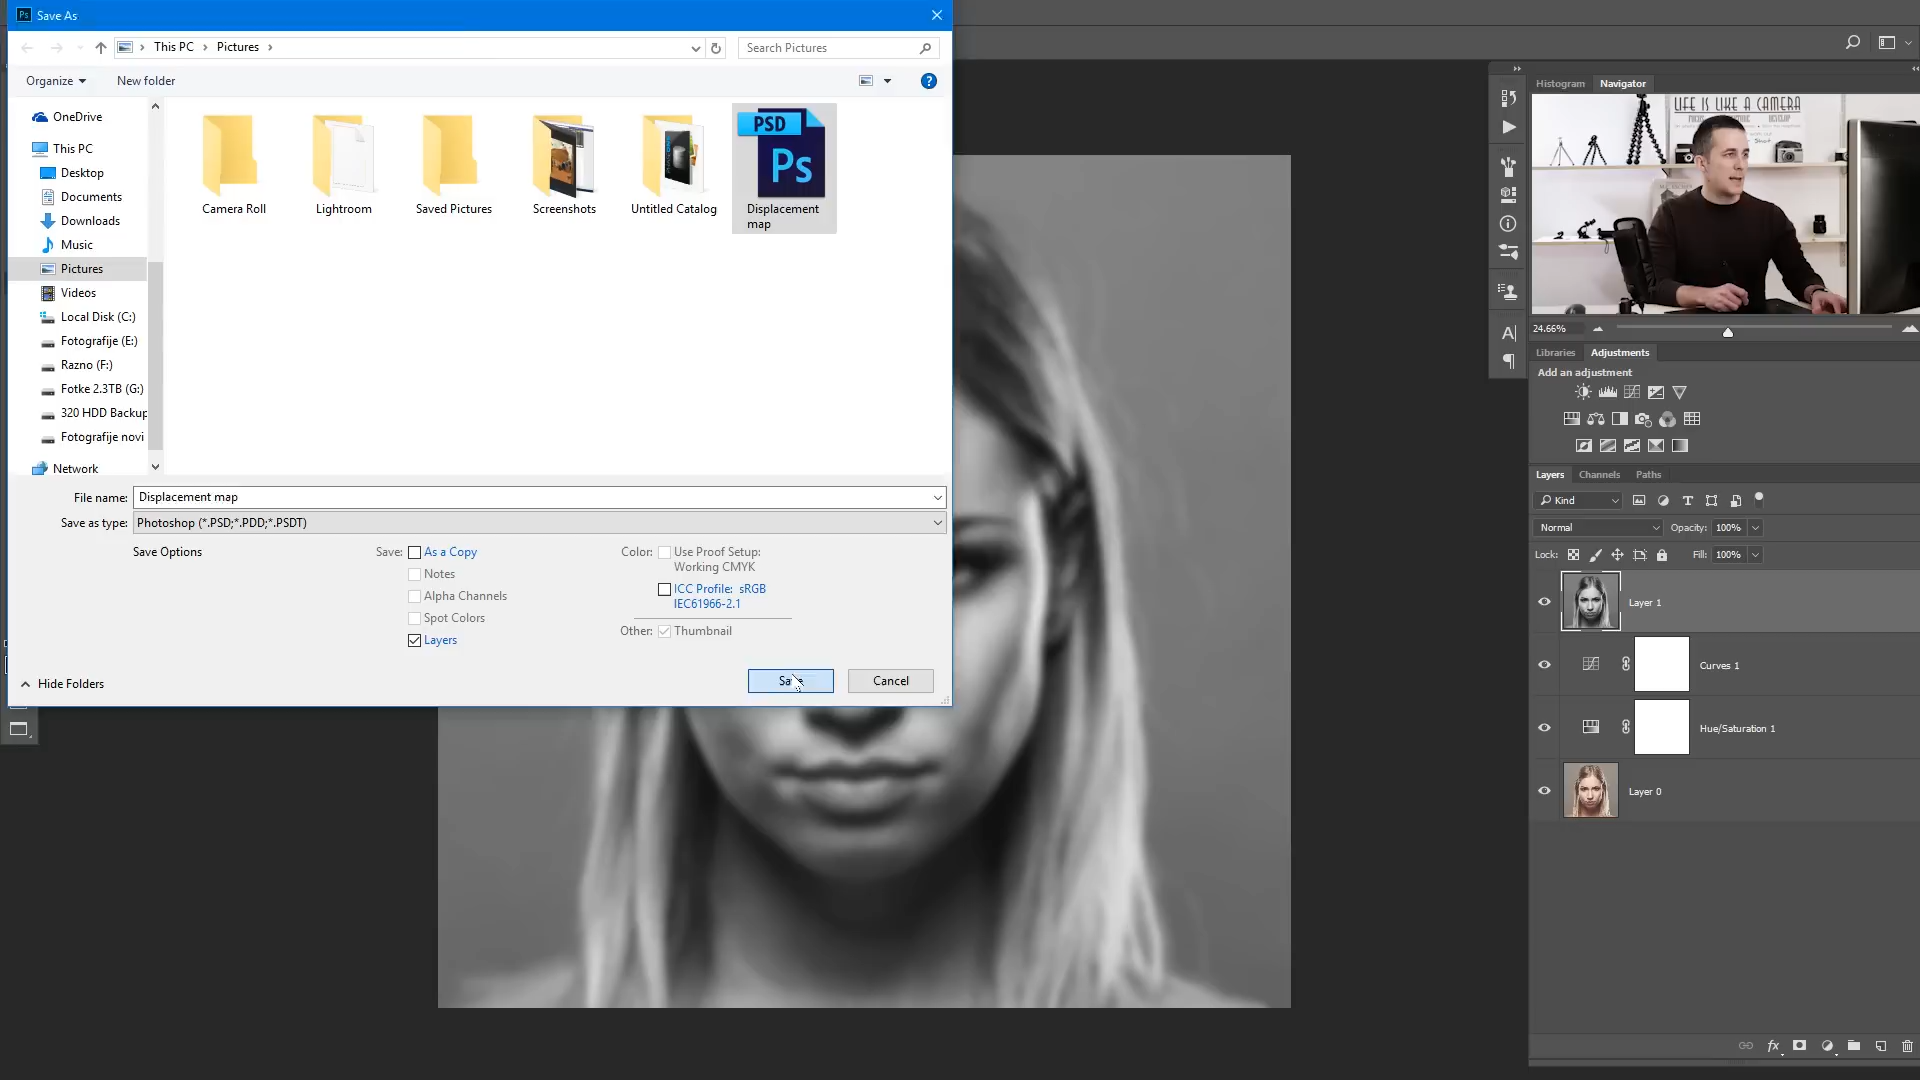 Ps Save As
This PC
Pictures
Search Pictures
Organize
New folder
?
OneDrive
This PC
Desktop
Documents
Downloads
Music
Pictures
Videos
Local Disk (C:)
Fotografije (E:)
Razno (F:)
Fotke 2.3TB (G:)
320 HDD Backup
Fotografije novi
Network
Camera Roll
Lightroom
Saved Pictures
Screenshots
Untitled Catalog
PSD
Ps
Displacement
map
File name:
Displacement map
Save as type:
Photoshop (*.PSD;*.PDD;*.PSDT)
Save Options
Save:
As a Copy
Notes
Alpha Channels
Spot Colors
Layers
Color:
Use Proof Setup:
Working CMYK
ICC Profile: sRGB
IEC61966-2.1
Other:
Thumbnail
Hide Folders
Save
Cancel
Histogram
Navigator
LIFE IS LIKE A CAMERA
24.66%
Libraries
Adjustments
Add an adjustment
Layers
Channels
Paths
Kind
Normal
Opacity: 100%
Lock:
Fill: 100%
Layer 1
Curves 1
Hue/Saturation 1
Layer 0
fx